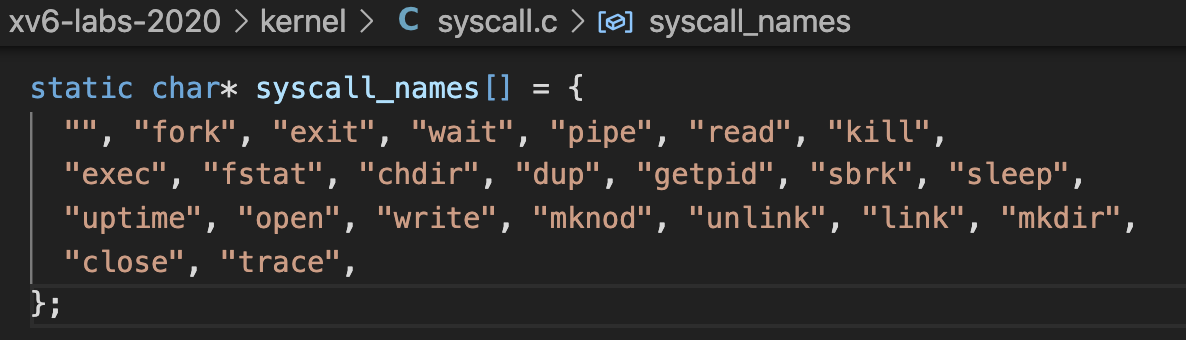 xv6-labs-2020 > kernel > C syscall.c > syscall_names
static char* syscall_names[] = {
"", "fork", "exit", "wait", "pipe", "read", "kill",
"exec", "fstat", "chdir", "dup", "getpid", "sbrk", "sleep",
"uptime", "open", "write", "mknod", "unlink", "link", "mkdir",
"close", "trace",
};